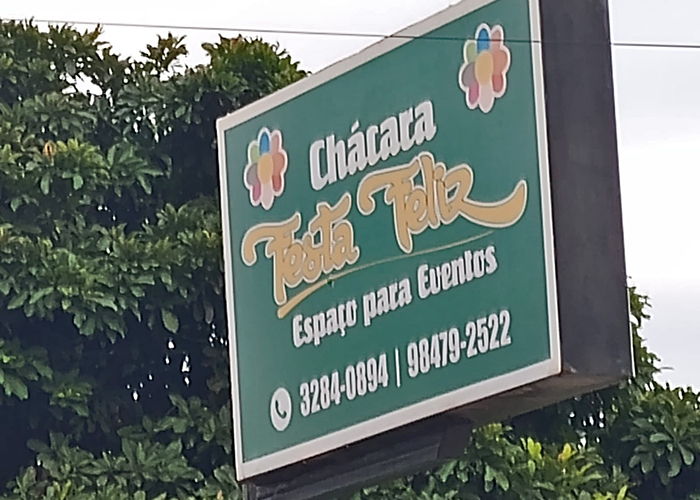 Chácara
Festa Feliz
Espaço para Eventos
3284-0894 | 98479-2522